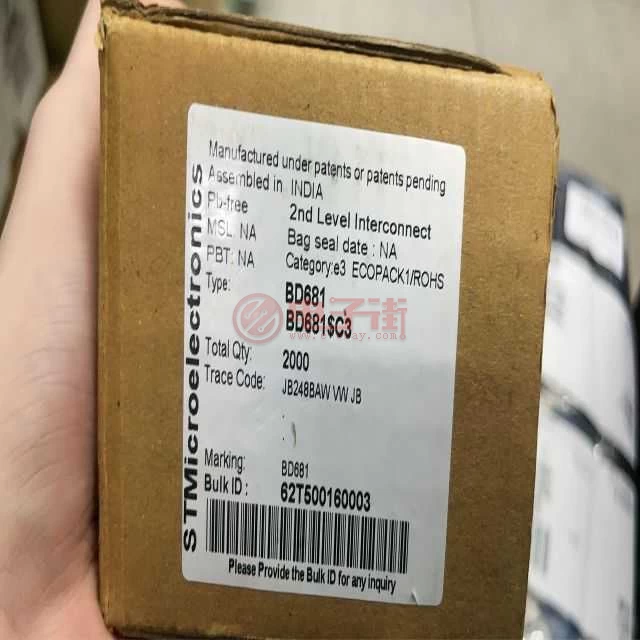 STMicroelectronics
Manufactured under patents or patents pending
Assembled in INDIA
Pb-free 2nd Level Interconnect
MSL: NA Bag seal date : NA
PBT: NA Category:e3 ECOPACK1/ROHS
Type: BD681
BD681$C3
Total Qty: 2000
Trace Code: JB248BAW VW JB
Marking: BD681
Bulk ID : 62T500160003
Please Provide the Bulk ID for any inquiry